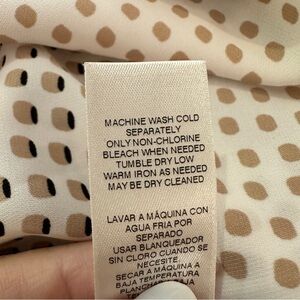 MACHINE WASH COLD
SEPARATELY
ONLY NON-CHLORINE
BLEACH WHEN NEEDED
TUMBLE DRY LOW
WARM IRON AS NEEDED
MAY BE DRY CLEANED
LAVAR A MÁQUINA CON
AGUA FRIA POR
SEPARADO
USAR BLANQUEADOR
SIN CLORO CUANDO SE
NECESITE.
SECAR A MÁQUINA A
BAJA TEMPERATURA